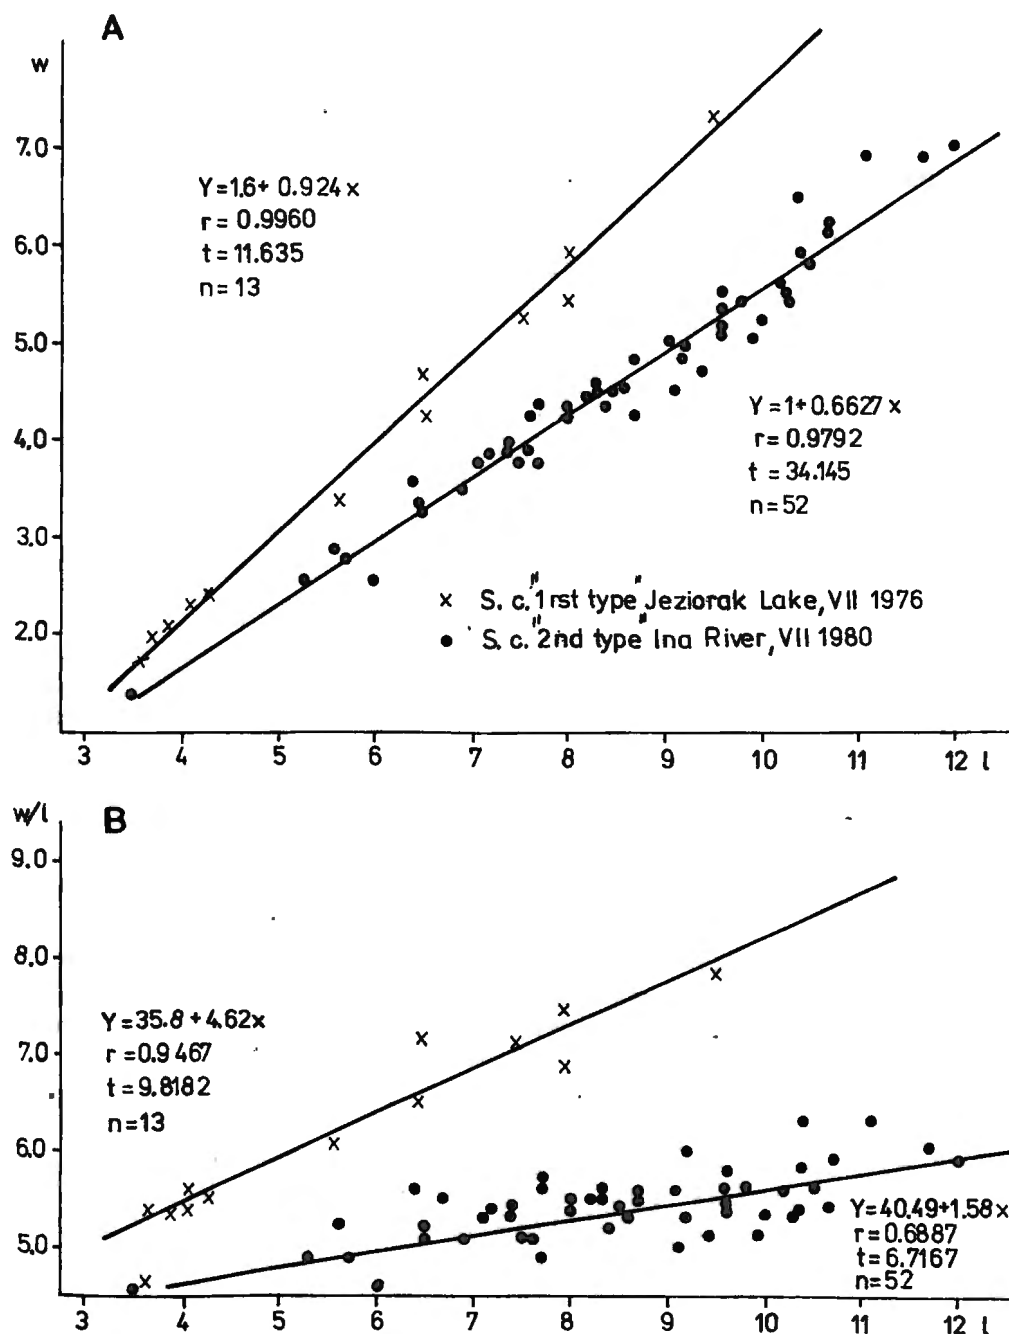 A
w
7.0
6.0
5.0
4.0
3.0
2.0
Y=1.6+ 0.924x
r= 0.9960
t=11.635
n=13
Y=1+0.6627x
r=0.9792
t=34.145
n=52
x S. c."1rst type" Jeziorak Lake, VII 1976
● S. c."2nd type" Ina River, VII 1980
3 4 5 6 7 8 9 10 11 12 l
B
w/l
9.0
8.0
7.0
6.0
5.0
Y=35.8+4.62x
r=0.9467
t=9.8182
n=13
Y=40.49+1.58x
r=0.6887
t=6.7167
n=52
3 4 5 6 7 8 9 10 11 12 l